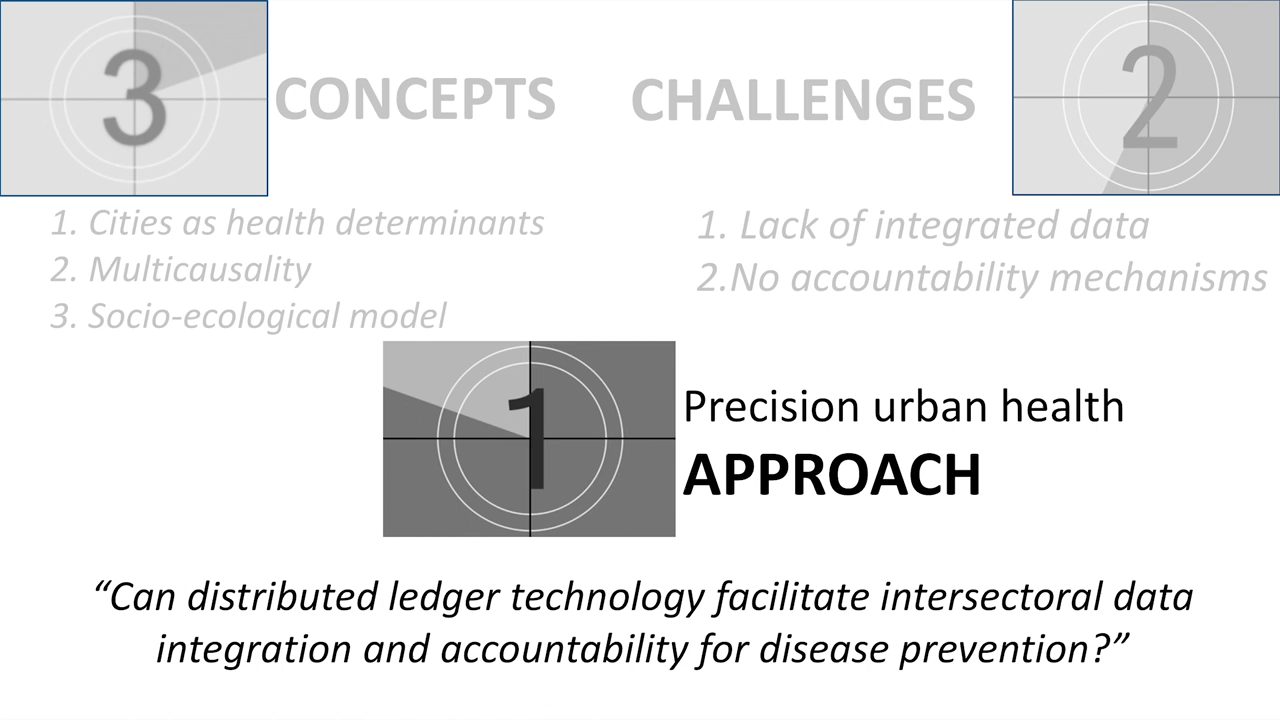 3
CONCEPTS
1. Cities as health determinants
2. Multicausality
3. Socio-ecological model
CHALLENGES
2
1. Lack of integrated data
2.No accountability mechanisms
1
Precision urban health
APPROACH
“Can distributed ledger technology facilitate intersectoral data
integration and accountability for disease prevention?”